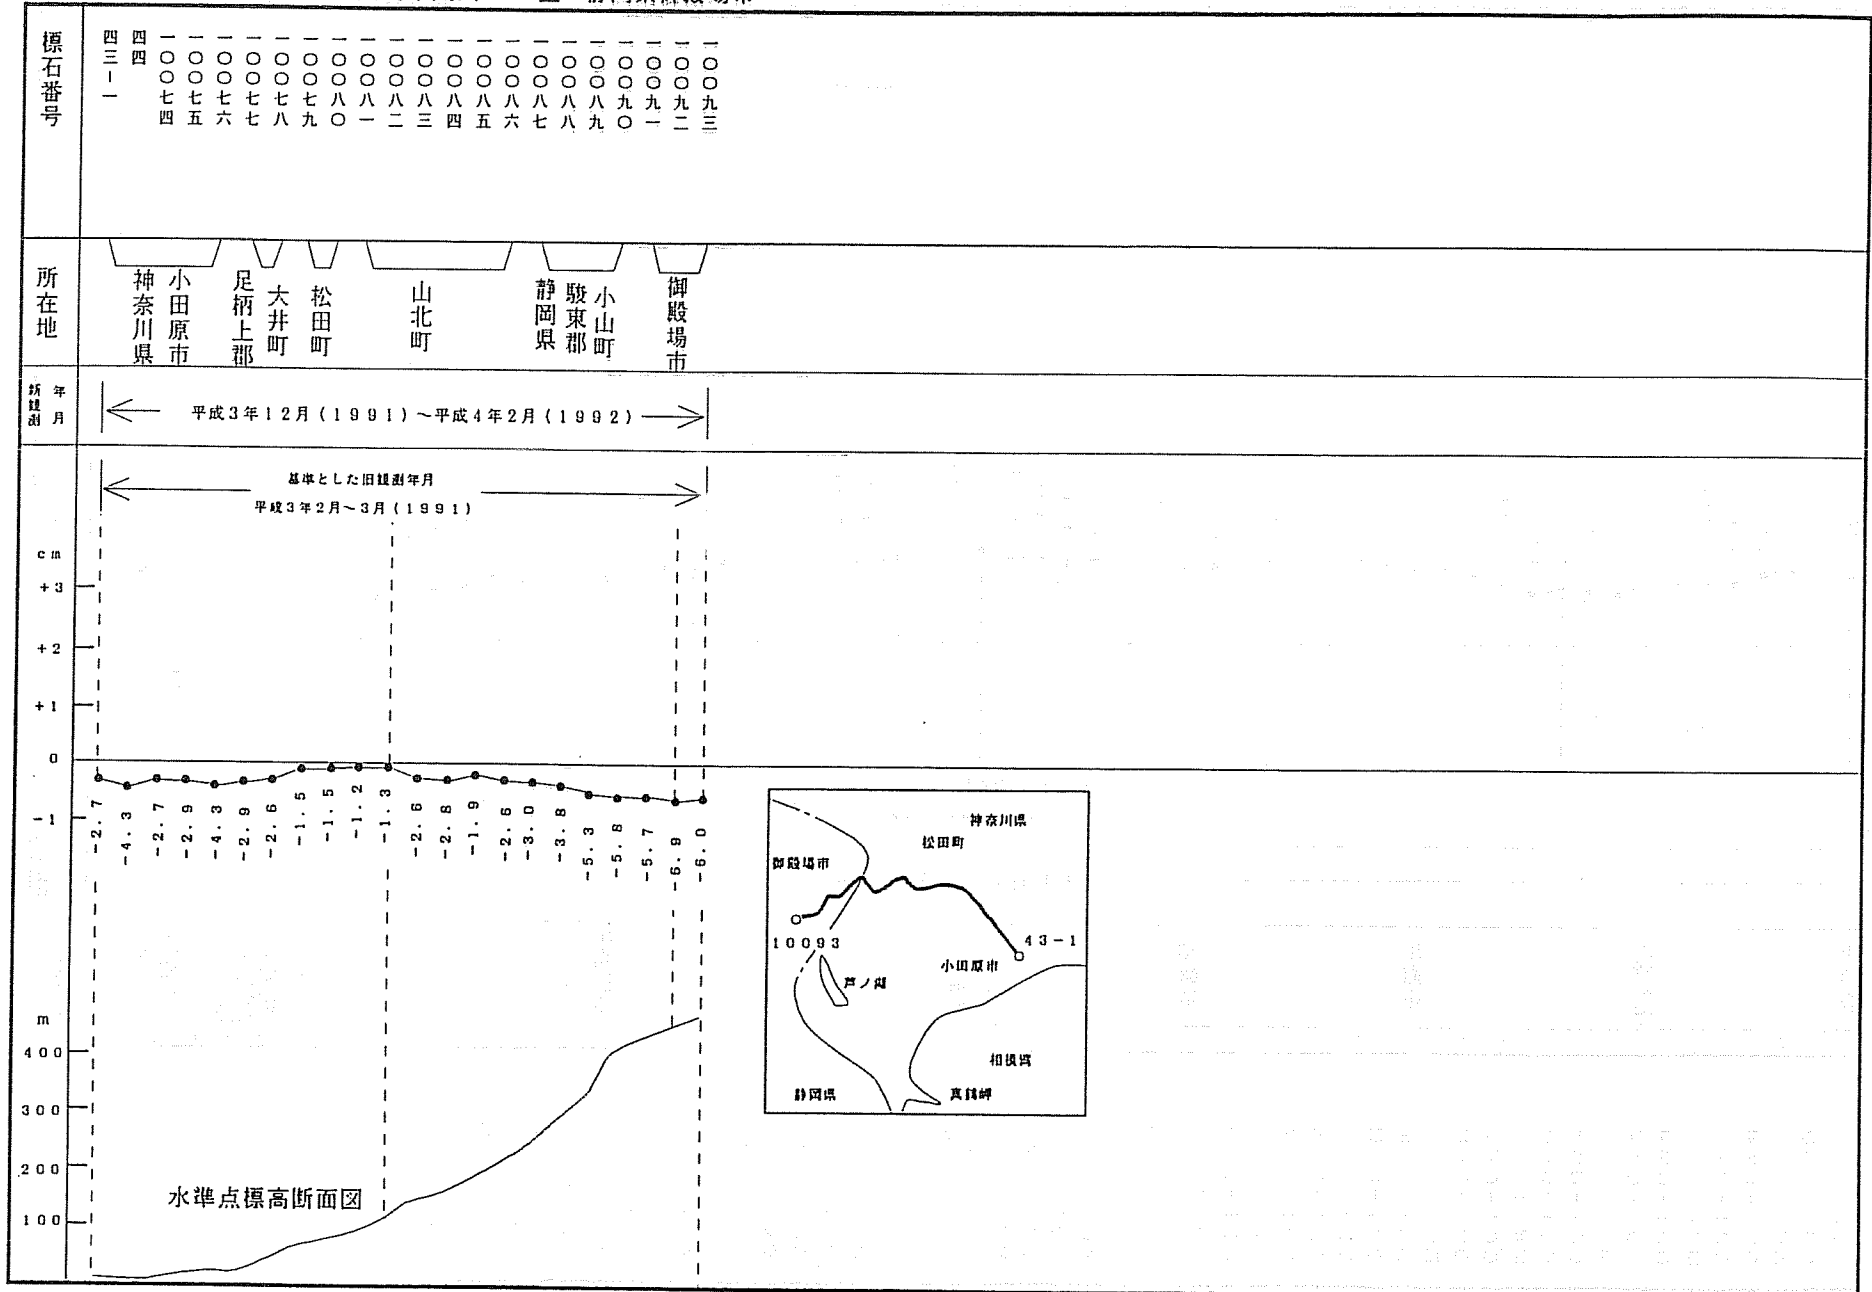 標石番号
四三-一
四四
一〇〇七四
一〇〇七五
一〇〇七六
一〇〇七七
一〇〇七八
一〇〇七九
一〇〇八〇
一〇〇八一
一〇〇八二
一〇〇八三
一〇〇八四
一〇〇八五
一〇〇八六
一〇〇八七
一〇〇八八
一〇〇八九
一〇〇九〇
一〇〇九一
一〇〇九二
一〇〇九三
所在地
神奈川県
小田原市
足柄上郡
大井町
松田町
山北町
静岡県
駿東郡
小山町
御殿場市
新観測
年月
平成3年12月(1991)~平成4年2月(1992)
基準とした旧観測年月
平成3年2月~3月(1991)
cm
+3
+2
+1
0
-1
-2.7
-4.3
-2.7
-2.9
-4.3
-2.9
-2.6
-1.5
-1.5
-1.2
-1.3
-2.6
-2.8
-1.9
-2.6
-3.0
-3.8
-5.3
-5.8
-5.7
-6.9
-6.0
神奈川県
松田町
御殿場市
10093
43-1
小田原市
芦ノ湖
相模湾
静岡県
真鶴岬
m
400
300
200
100
水準点標高断面図